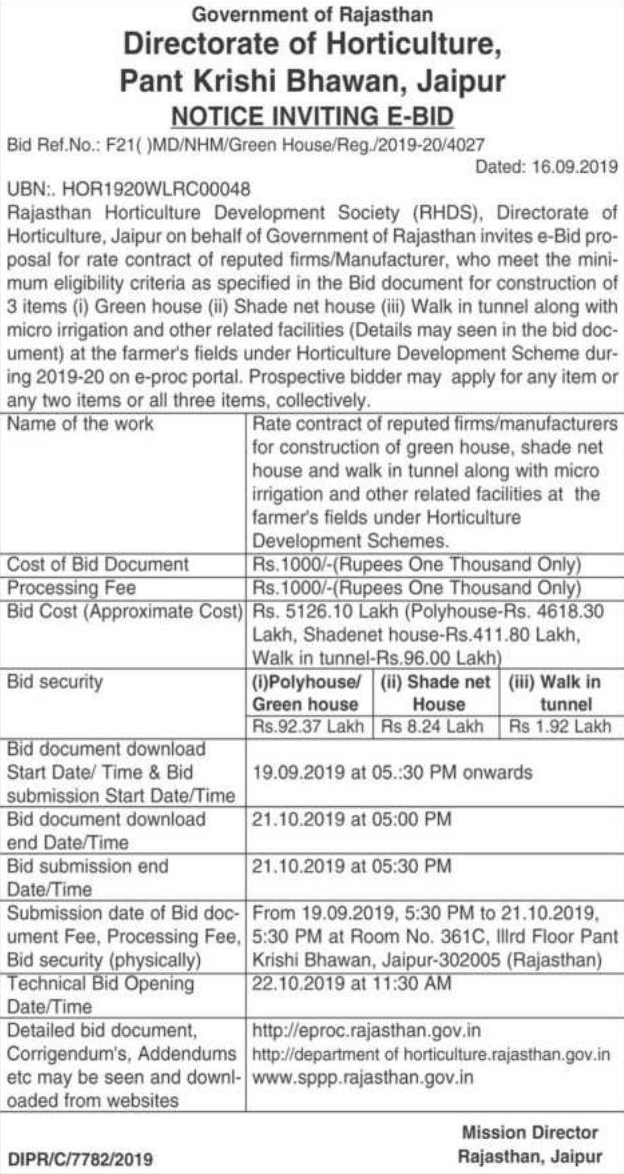 Government of Rajasthan
Directorate of Horticulture,
Pant Krishi Bhawan, Jaipur
NOTICE INVITING E-BID
Bid Ref.No.: F21( )MD/NHM/Green House/Reg./2019-20/4027
Dated: 16.09.2019
UBN:. HOR1920WLRC00048
Rajasthan Horticulture Development Society (RHDS), Directorate of
Horticulture, Jaipur on behalf of Government of Rajasthan invites e-Bid pro-
posal for rate contract of reputed firms/Manufacturer, who meet the mini-
mum eligibility criteria as specified in the Bid document for construction of
3 items (i) Green house (ii) Shade net house (iii) Walk in tunnel along with
micro irrigation and other related facilities (Details may seen in the bid doc-
ument) at the farmer's fields under Horticulture Development Scheme dur-
ing 2019-20 on e-proc portal. Prospective bidder may apply for any item or
any two items or all three items, collectively.
Name of the work
Rate contract of reputed firms/manufacturers
for construction of green house, shade net
house and walk in tunnel along with micro
irrigation and other related facilities at the
farmer's fields under Horticulture
Development Schemes.
Cost of Bid Document
Rs.1000/-(Rupees One Thousand Only)
Processing Fee
Rs.1000/-(Rupees One Thousand Only)
Bid Cost (Approximate Cost)
Rs. 5126.10 Lakh (Polyhouse-Rs. 4618.30
Lakh, Shadenet house-Rs.411.80 Lakh,
Walk in tunnel-Rs.96.00 Lakh)
Bid security
(i)Polyhouse/
Green house
(ii) Shade net
House
(iii) Walk in
tunnel
Rs.92.37 Lakh
Rs 8.24 Lakh
Rs 1.92 Lakh
Bid document download
Start Date/ Time & Bid
submission Start Date/Time
19.09.2019 at 05.:30 PM onwards
Bid document download
end Date/Time
21.10.2019 at 05:00 PM
Bid submission end
Date/Time
21.10.2019 at 05:30 PM
Submission date of Bid doc-
ument Fee, Processing Fee,
Bid security (physically)
From 19.09.2019, 5:30 PM to 21.10.2019,
5:30 PM at Room No. 361C, IIIrd Floor Pant
Krishi Bhawan, Jaipur-302005 (Rajasthan)
Technical Bid Opening
Date/Time
22.10.2019 at 11:30 AM
Detailed bid document,
Corrigendum's, Addendums
etc may be seen and downl-
oaded from websites
http://eproc.rajasthan.gov.in
http://department of horticulture.rajasthan.gov.in
www.sppp.rajasthan.gov.in
Mission Director
Rajasthan, Jaipur
DIPR/C/7782/2019